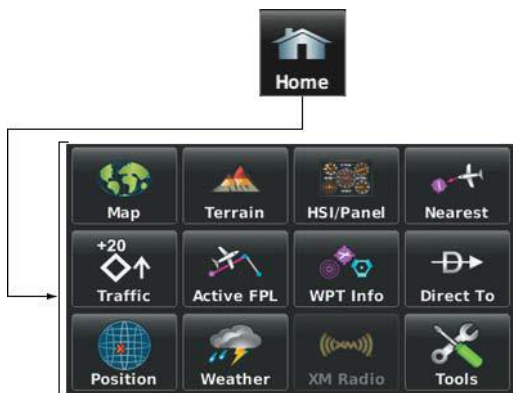 Home
Map
Terrain
HSI/Panel
Nearest
+20
Traffic
Active FPL
WPT Info
Direct To
D
Position
Weather
((XM))
XM Radio
Tools